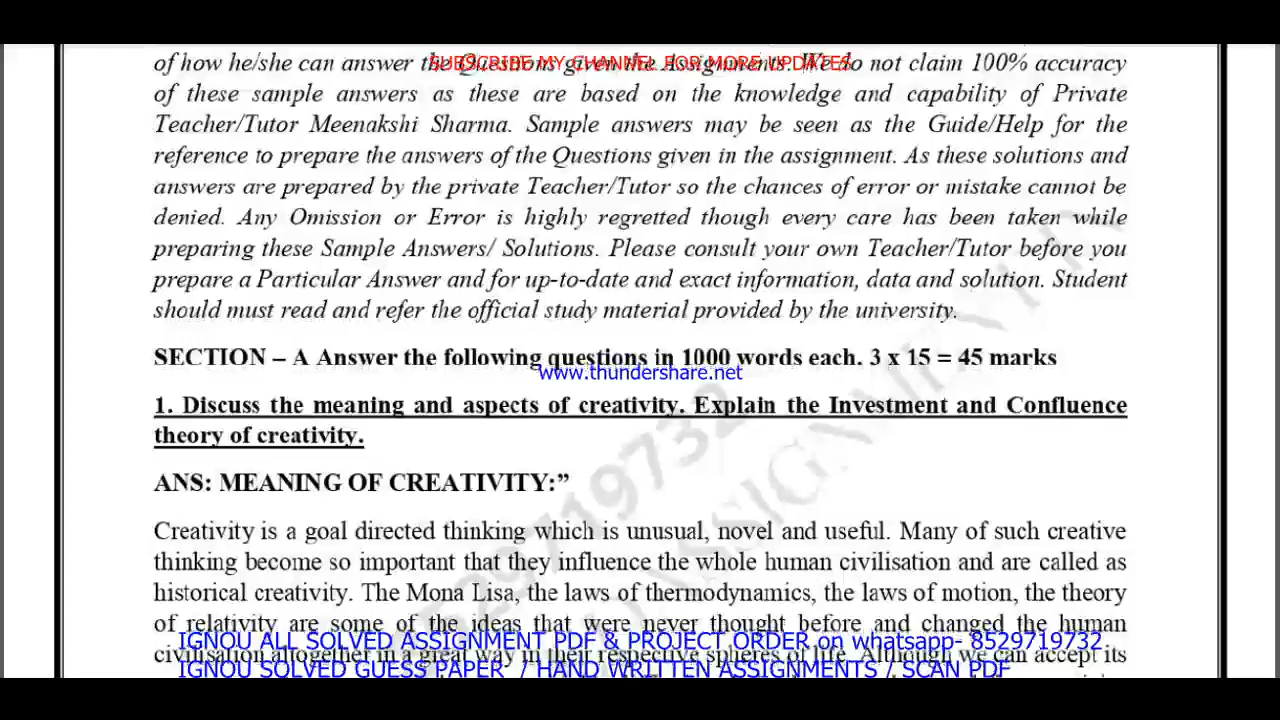 of how he/she can answer the Questions given the Assignments. We do not claim 100% accuracy
SUBSCRIBE MY CHANNEL FOR MORE UPDATES
of these sample answers as these are based on the knowledge and capability of Private
Teacher/Tutor Meenakshi Sharma. Sample answers may be seen as the Guide/Help for the
reference to prepare the answers of the Questions given in the assignment. As these solutions and
answers are prepared by the private Teacher/Tutor so the chances of error or mistake cannot be
denied. Any Omission or Error is highly regretted though every care has been taken while
preparing these Sample Answers/ Solutions. Please consult your own Teacher/Tutor before you
prepare a Particular Answer and for up-to-date and exact information, data and solution. Student
should must read and refer the official study material provided by the university.
SECTION – A Answer the following questions in 1000 words each. 3 x 15 = 45 marks
www.thundershare.net
1. Discuss the meaning and aspects of creativity. Explain the Investment and Confluence
theory of creativity.
ANS: MEANING OF CREATIVITY:”
Creativity is a goal directed thinking which is unusual, novel and useful. Many of such creative
thinking become so important that they influence the whole human civilisation and are called as
historical creativity. The Mona Lisa, the laws of thermodynamics, the laws of motion, the theory
of relativity are some of the ideas that were never thought before and changed the human
IGNOU ALL SOLVED ASSIGNMENT PDF & PROJECT ORDER on whatsapp- 8529719732
civilisation altogether in a great way in their respective spheres of life. Although we can accept its
IGNOU SOLVED GUESS PAPER / HAND WRITTEN ASSIGNMENTS / SCAN PDF